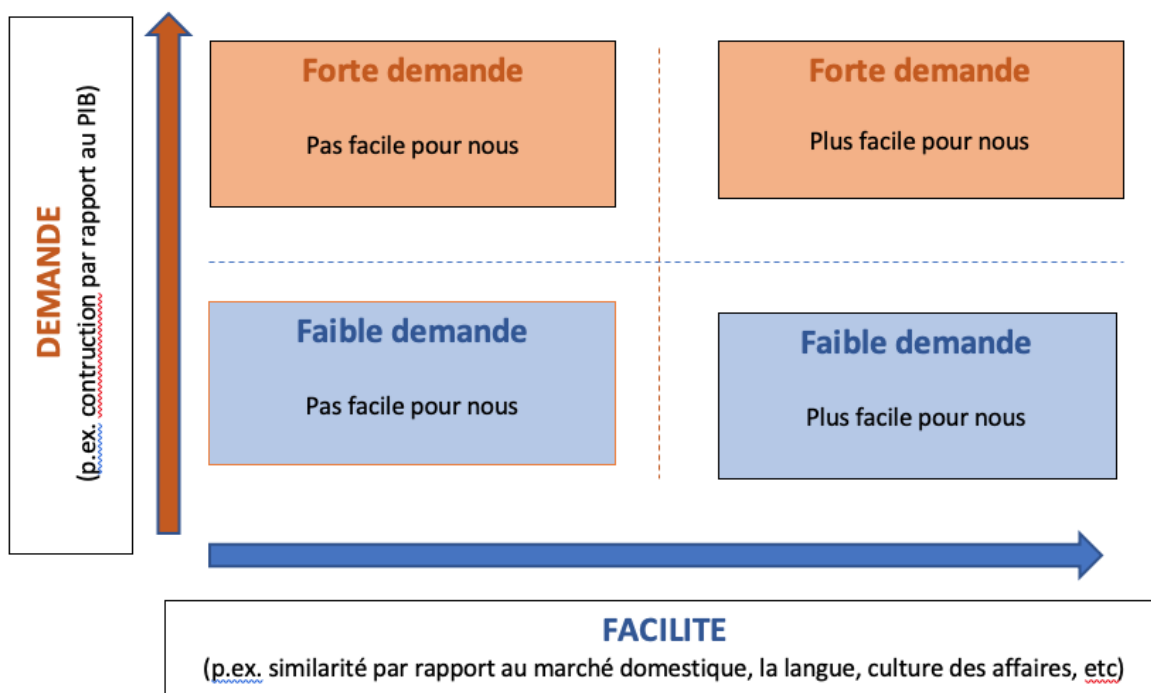 DEMANDE
(p.ex. contruction par rapport au PIB)
Forte demande
Pas facile pour nous
Forte demande
Plus facile pour nous
Faible demande
Pas facile pour nous
Faible demande
Plus facile pour nous
FACILITE
(p.ex. similarité par rapport au marché domestique, la langue, culture des affaires, etc)